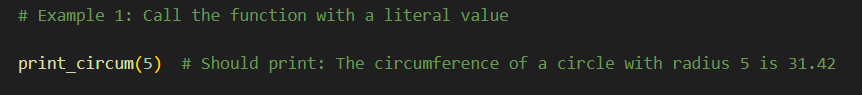 # Example 1: Call the function with a literal value
print_circum(5)  # Should print: The circumference of a circle with radius 5 is 31.42